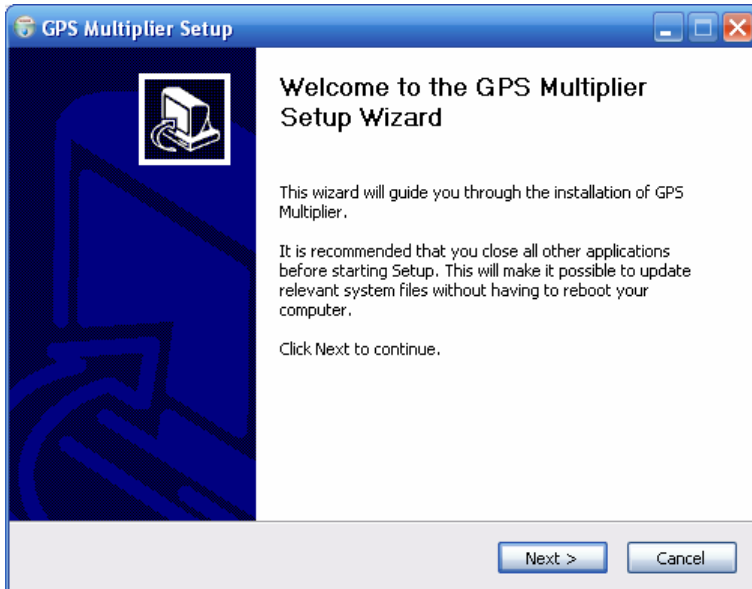 GPS Multiplier Setup
Welcome to the GPS Multiplier
Setup Wizard
This wizard will guide you through the installation of GPS
Multiplier.
It is recommended that you close all other applications
before starting Setup. This will make it possible to update
relevant system files without having to reboot your
computer.
Click Next to continue.
Next >
Cancel